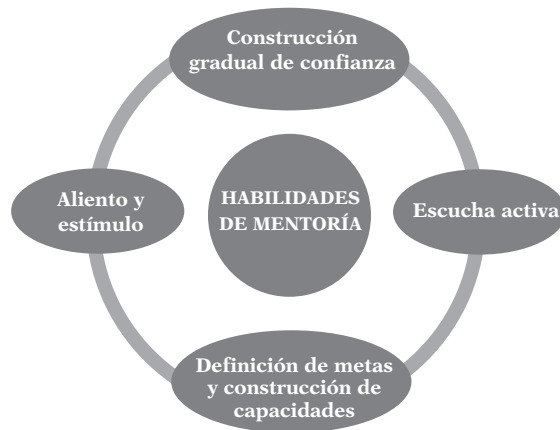 Construcción
gradual de confianza
Aliento y
estímulo
HABILIDADES
DE MENTORÍA
Escucha activa
Definición de metas
y construcción de
capacidades